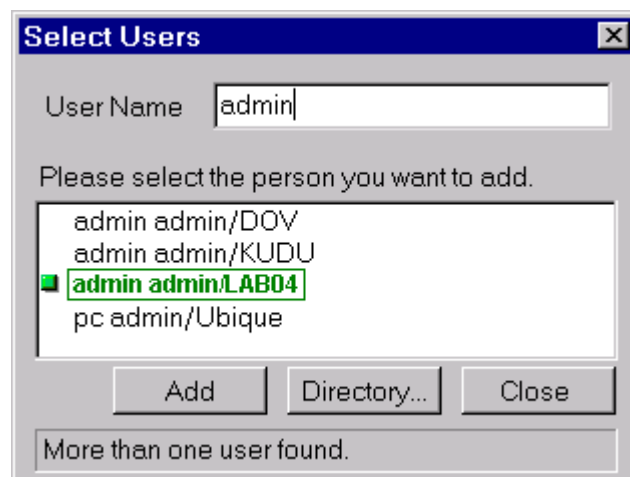 Select Users
User Name admin
Please select the person you want to add.
admin admin/DOV
admin admin/KUDU
admin admin/LAB04
pc admin/Ubique
Add Directory... Close
More than one user found.